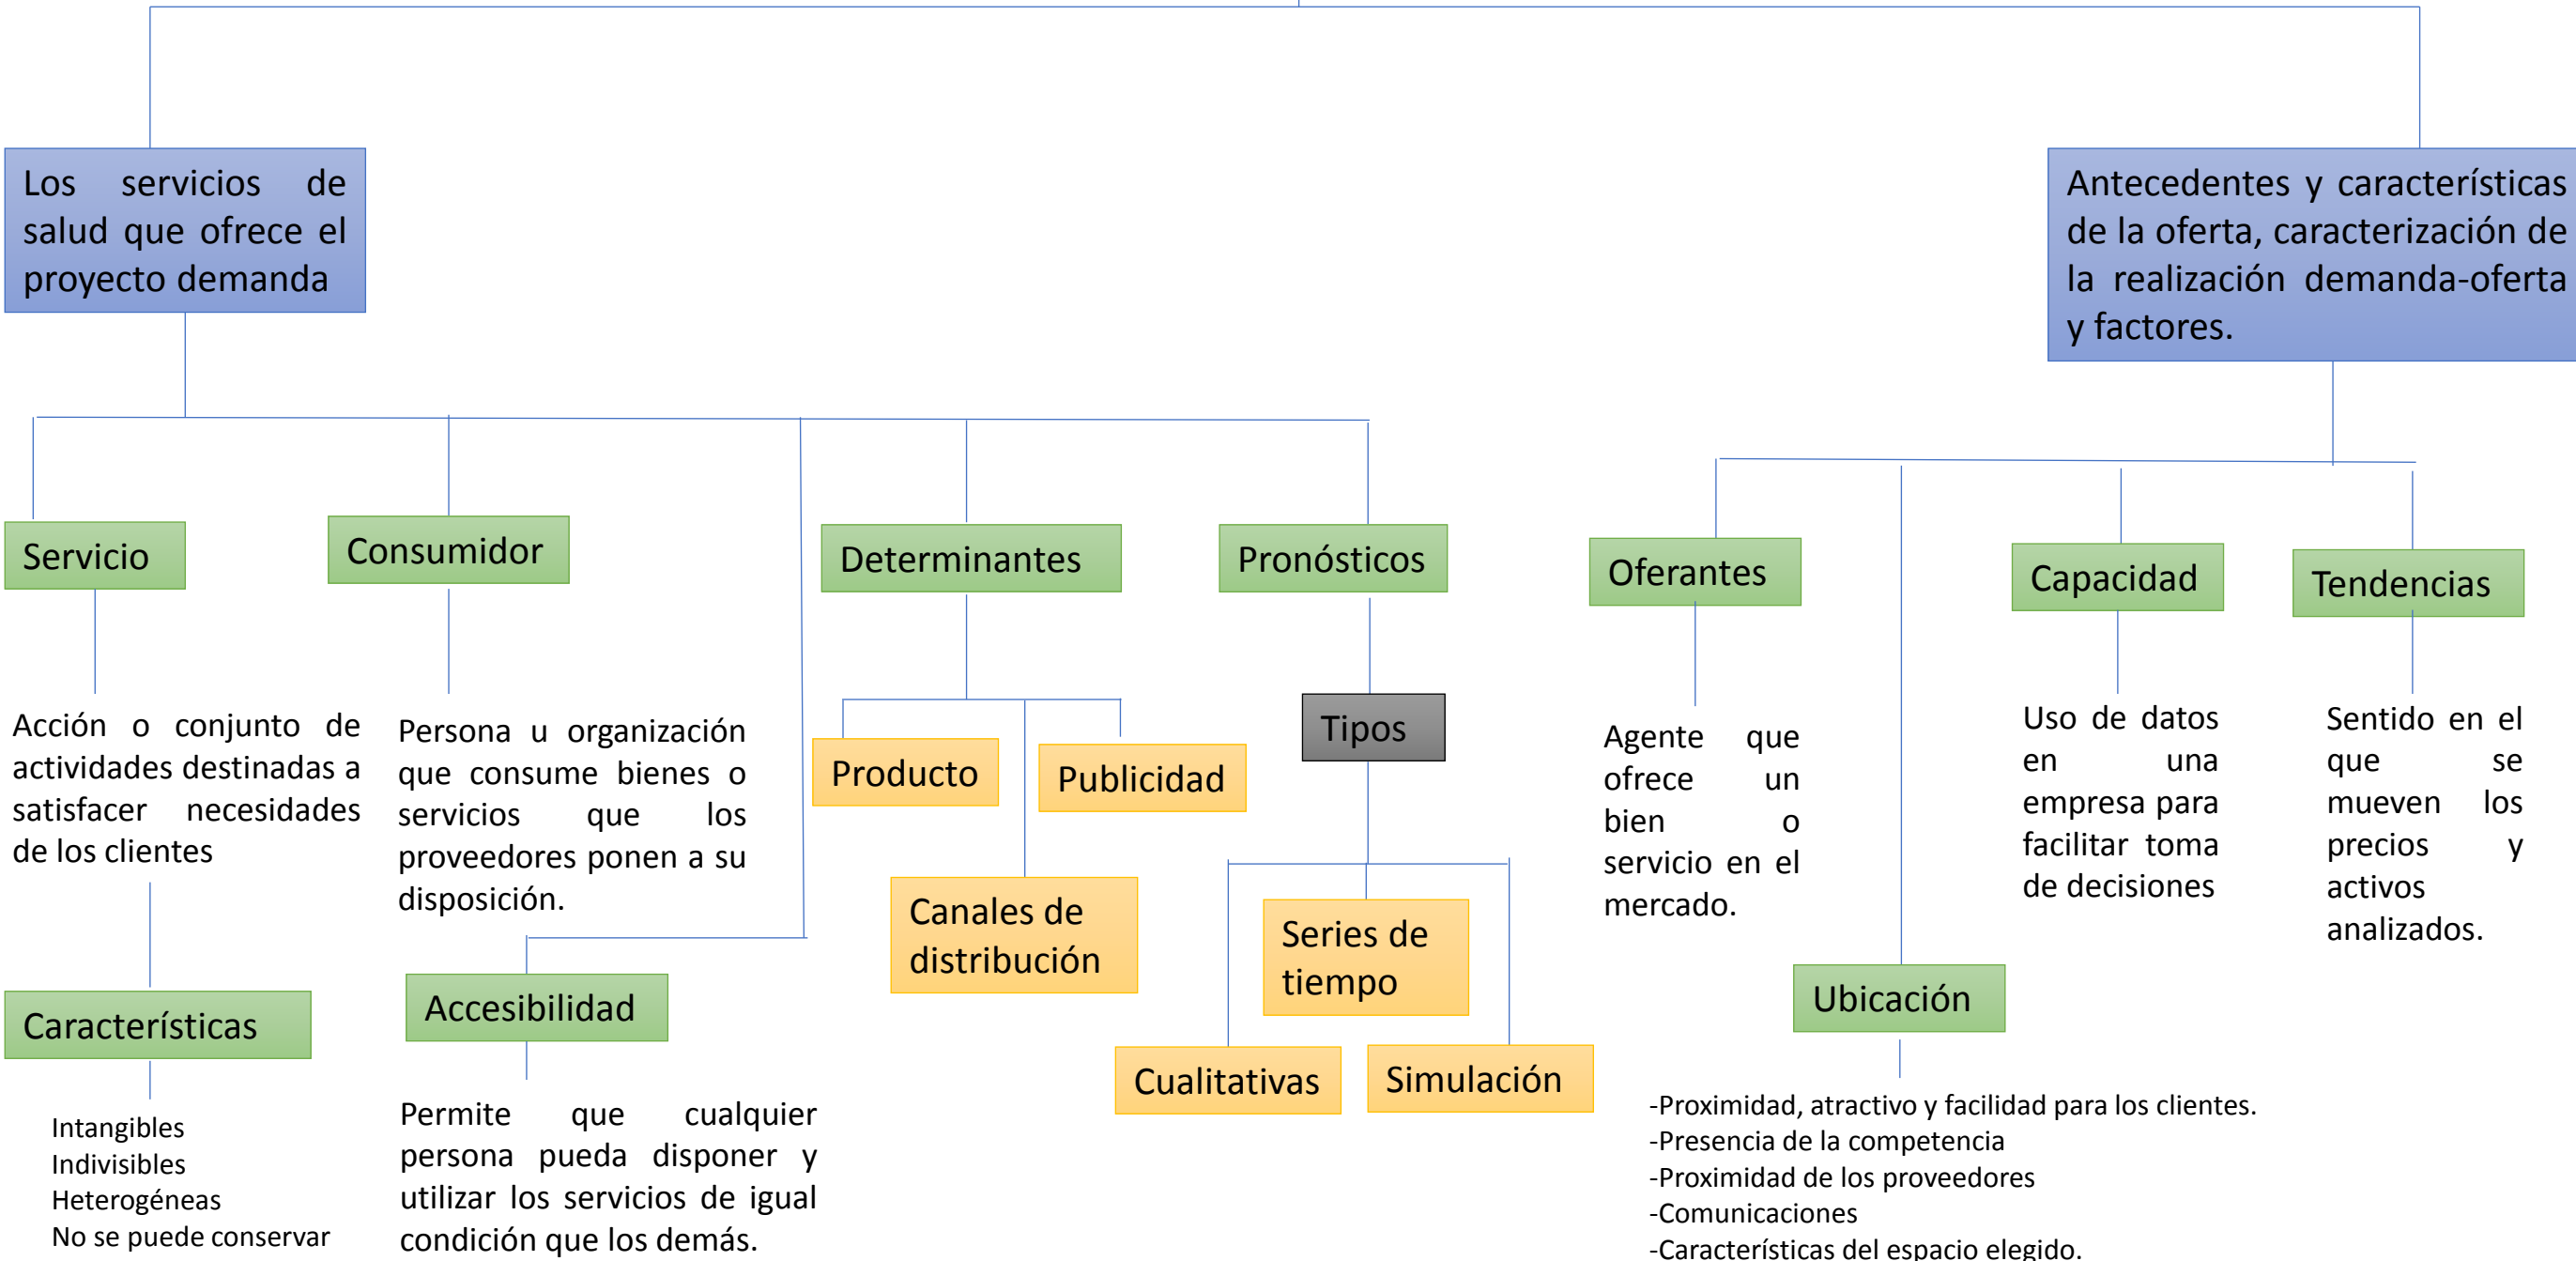 Los servicios de
salud que ofrece el
proyecto demanda
Antecedentes y características
de la oferta, caracterización de
la realización demanda-oferta
y factores.
Servicio
Consumidor
Determinantes
Pronósticos
Oferantes
Capacidad
Tendencias
Acción o conjunto de
actividades destinadas a
satisfacer necesidades
de los clientes
Persona u organización
que consume bienes o
servicios que los
proveedores ponen a su
disposición.
Producto
Publicidad
Canales de
distribución
Tipos
Series de
tiempo
Cualitativas
Simulación
Agente que
ofrece un
bien o
servicio en el
mercado.
Uso de datos
en una
empresa para
facilitar toma
de decisiones
Sentido en el
que se
mueven los
precios y
activos
analizados.
Características
Accesibilidad
Ubicación
Intangibles
Indivisibles
Heterogéneas
No se puede conservar
Permite que cualquier
persona pueda disponer y
utilizar los servicios de igual
condición que los demás.
-Proximidad, atractivo y facilidad para los clientes.
-Presencia de la competencia
-Proximidad de los proveedores
-Comunicaciones
-Características del espacio elegido.